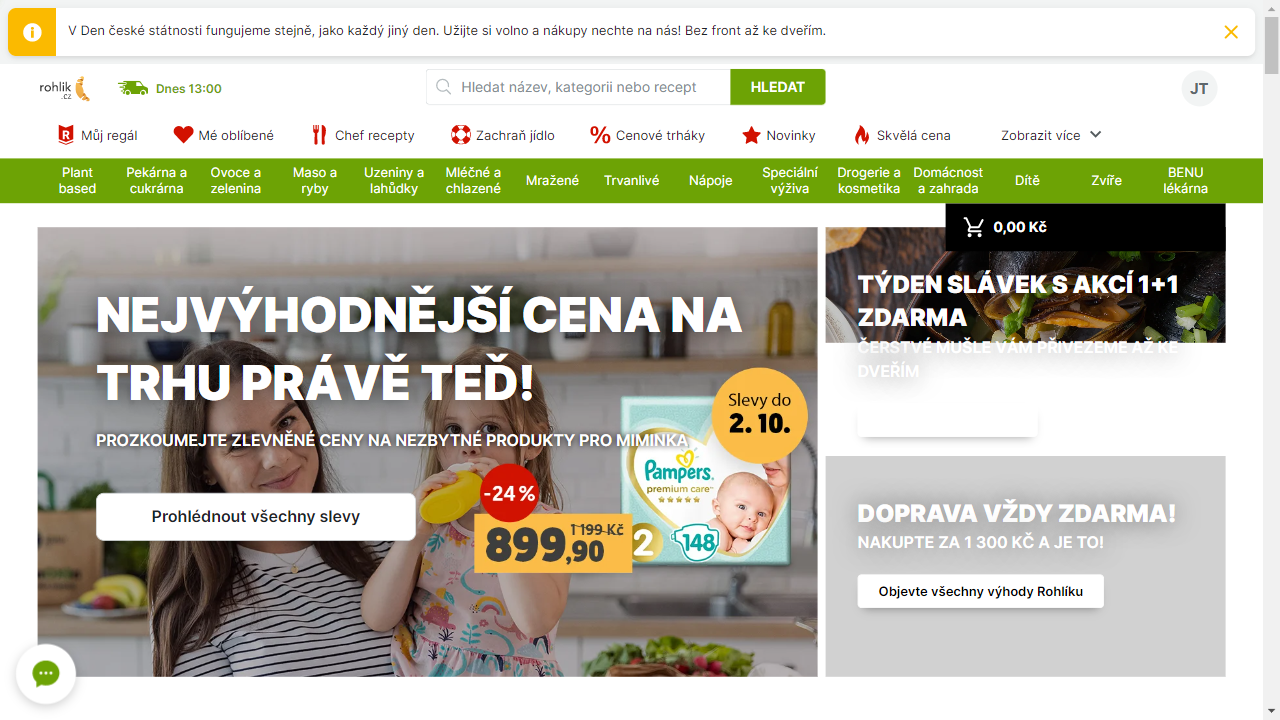 V Den české státnosti fungujeme stejně, jako každý jiný den. Užijte si volno a nákupy nechte na nás! Bez front až ke dveřím.
rohlik
.cz
Dnes 13:00
Hledat název, kategorii nebo recept
HLEDAT
JT
Můj regál
Mé oblíbené
Chef recepty
Zachraň jídlo
Cenové trháky
Novinky
Skvělá cena
Zobrazit více
Plant
based
Pekárna a
cukrárna
Ovoce a
zelenina
Maso a
ryby
Uzeniny a
lahůdky
Mléčné a
chlazené
Mražené
Trvanlivé
Nápoje
Speciální
výživa
Drogerie a
kosmetika
Domácnost
a zahrada
Dítě
Zvíře
BENU
lékárna
0,00 Kč
NEJVÝHODNĚJŠÍ CENA NA
TRHU PRÁVĚ TEĎ!
PROZKOUMEJTE ZLEVNĚNÉ CENY NA NEZBYTNÉ PRODUKTY PRO MIMINKA
Prohlédnout všechny slevy
Slevy do
2. 10.
Pampers
premium care
2
148
-24 %
1 199 Kč
899,90
TÝDEN SLÁVEK S AKCÍ 1+1
ZDARMA
ČERSTVÉ MUŠLE VÁM PŘIVEZEME AŽ KE
DVEŘÍM
DOPRAVA VŽDY ZDARMA!
NAKUPTE ZA 1 300 KČ A JE TO!
Objevte všechny výhody Rohlíku